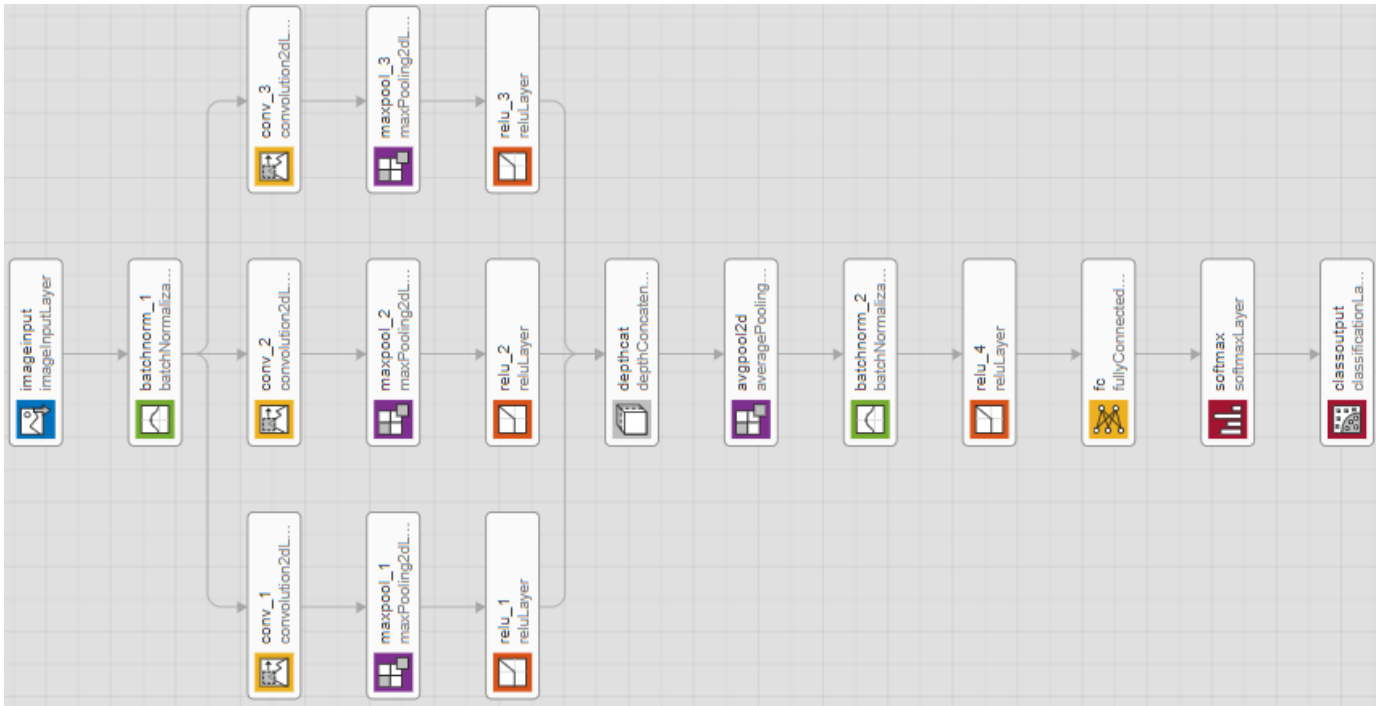 imageinput
imageInputLayer
batchnorm_1
batchNormaliza...
conv_3
convolution2dL...
maxpool_3
maxPooling2dL...
relu_3
reluLayer
conv_2
convolution2dL...
maxpool_2
maxPooling2dL...
relu_2
reluLayer
conv_1
convolution2dL...
maxpool_1
maxPooling2dL...
relu_1
reluLayer
depthcat
depthConcaten...
avgpool2d
averagePooling...
batchnorm_2
batchNormaliza...
relu_4
reluLayer
fc
fullyConnected...
softmax
softmaxLayer
classoutput
classificationLa...